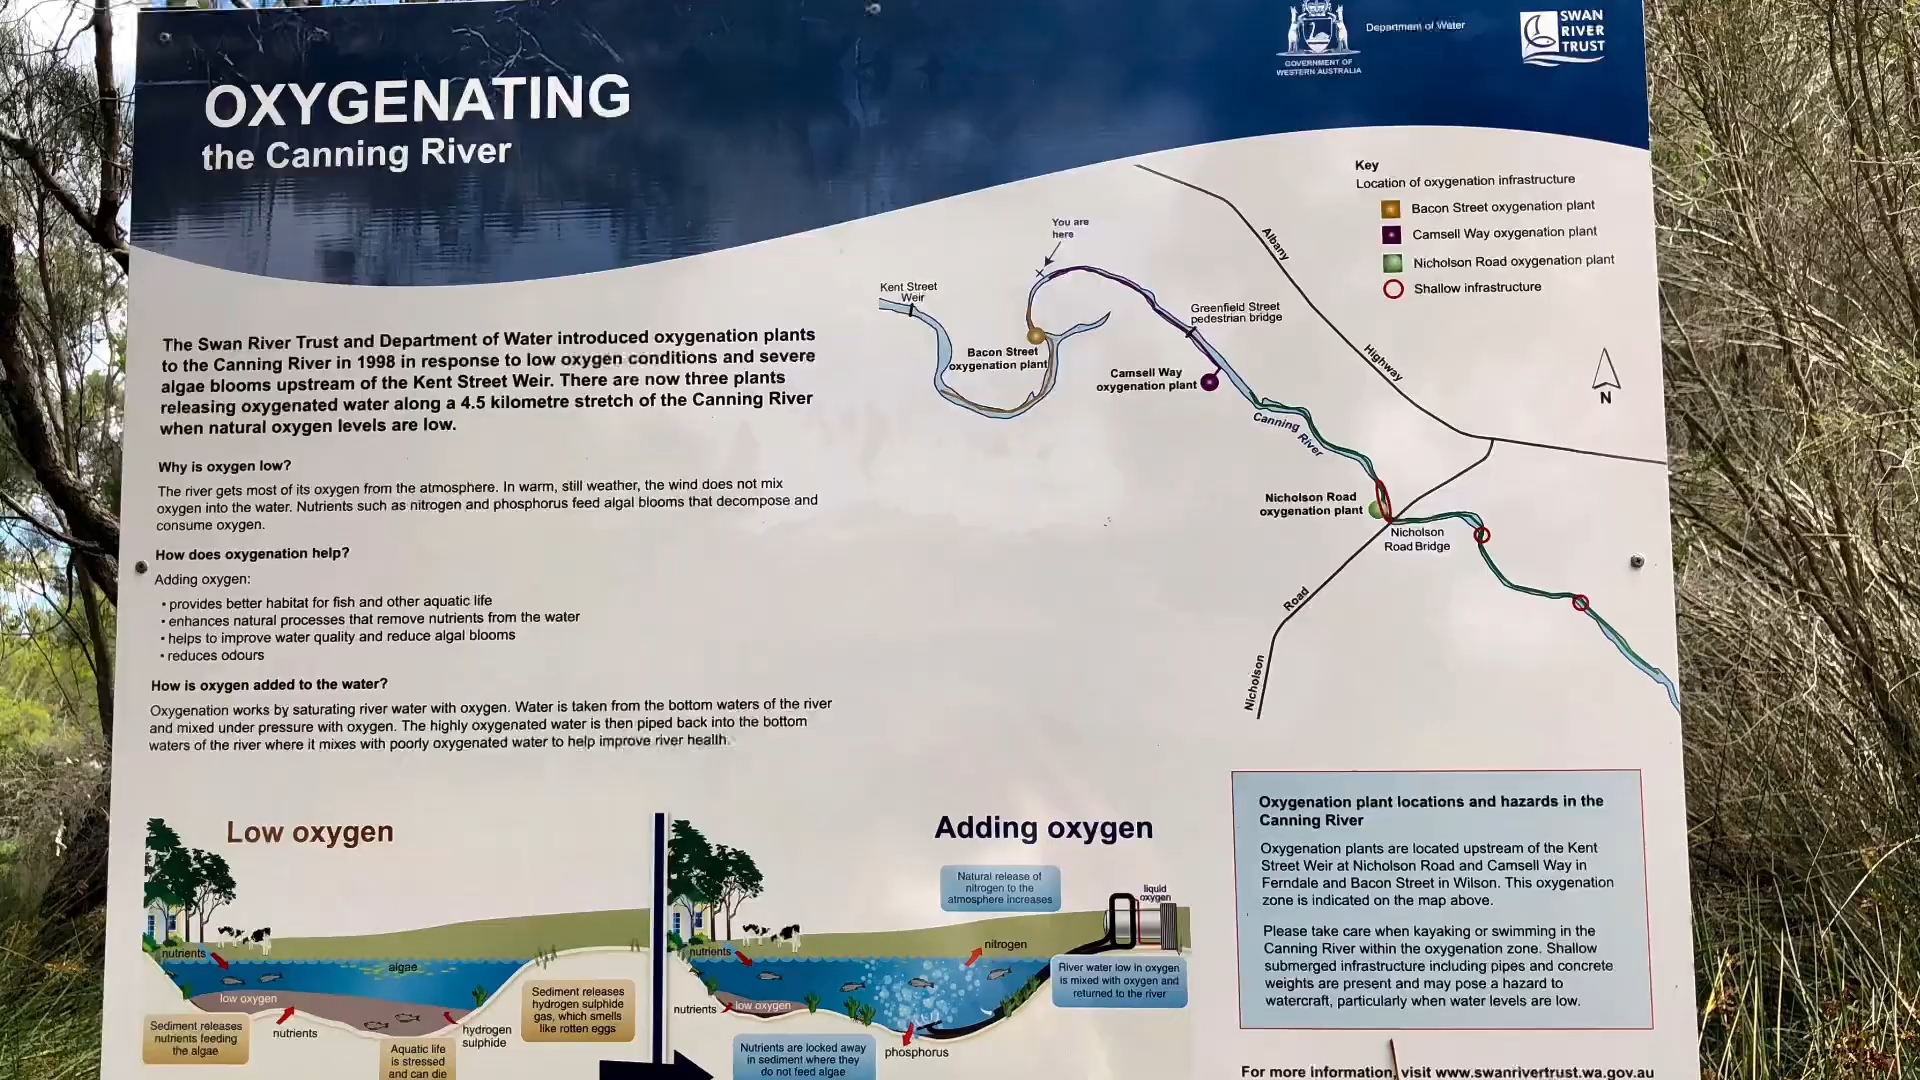 OXYGENATING
the Canning River
GOVERNMENT OF
WESTERN AUSTRALIA
Department of Water
SWAN
RIVER
TRUST
The Swan River Trust and Department of Water introduced oxygenation plants
to the Canning River in 1998 in response to low oxygen conditions and severe
algae blooms upstream of the Kent Street Weir. There are now three plants
releasing oxygenated water along a 4.5 kilometre stretch of the Canning River
when natural oxygen levels are low.
Why is oxygen low?
The river gets most of its oxygen from the atmosphere. In warm, still weather, the wind does not mix
oxygen into the water. Nutrients such as nitrogen and phosphorus feed algal blooms that decompose and
consume oxygen.
How does oxygenation help?
Adding oxygen:
• provides better habitat for fish and other aquatic life
• enhances natural processes that remove nutrients from the water
• helps to improve water quality and reduce algal blooms
• reduces odours
How is oxygen added to the water?
Oxygenation works by saturating river water with oxygen. Water is taken from the bottom waters of the river
and mixed under pressure with oxygen. The highly oxygenated water is then piped back into the bottom
waters of the river where it mixes with poorly oxygenated water to help improve river health.
Key
Location of oxygenation infrastructure
Bacon Street oxygenation plant
Camsell Way oxygenation plant
Nicholson Road oxygenation plant
Shallow infrastructure
You are
here
Kent Street
Weir
Bacon Street
oxygenation plant
Greenfield Street
pedestrian bridge
Camsell Way
oxygenation plant
Albany
Highway
Canning River
N
Nicholson Road
oxygenation plant
Nicholson
Road Bridge
Road
Nicholson
Low oxygen
nutrients
algae
low oxygen
Sediment releases
nutrients feeding
the algae
nutrients
Aquatic life
is stressed
and can die
hydrogen
sulphide
Sediment releases
hydrogen sulphide
gas, which smells
like rotten eggs
Adding oxygen
Natural release of
nitrogen to the
atmosphere increases
liquid
oxygen
nutrients
nitrogen
River water low in oxygen
is mixed with oxygen and
returned to the river
nutrients
low oxygen
Nutrients are locked away
in sediment where they
do not feed algae
phosphorus
Oxygenation plant locations and hazards in the
Canning River
Oxygenation plants are located upstream of the Kent
Street Weir at Nicholson Road and Camsell Way in
Ferndale and Bacon Street in Wilson. This oxygenation
zone is indicated on the map above.
Please take care when kayaking or swimming in the
Canning River within the oxygenation zone. Shallow
submerged infrastructure including pipes and concrete
weights are present and may pose a hazard to
watercraft, particularly when water levels are low.
For more information, visit www.swanrivertrust.wa.gov.au